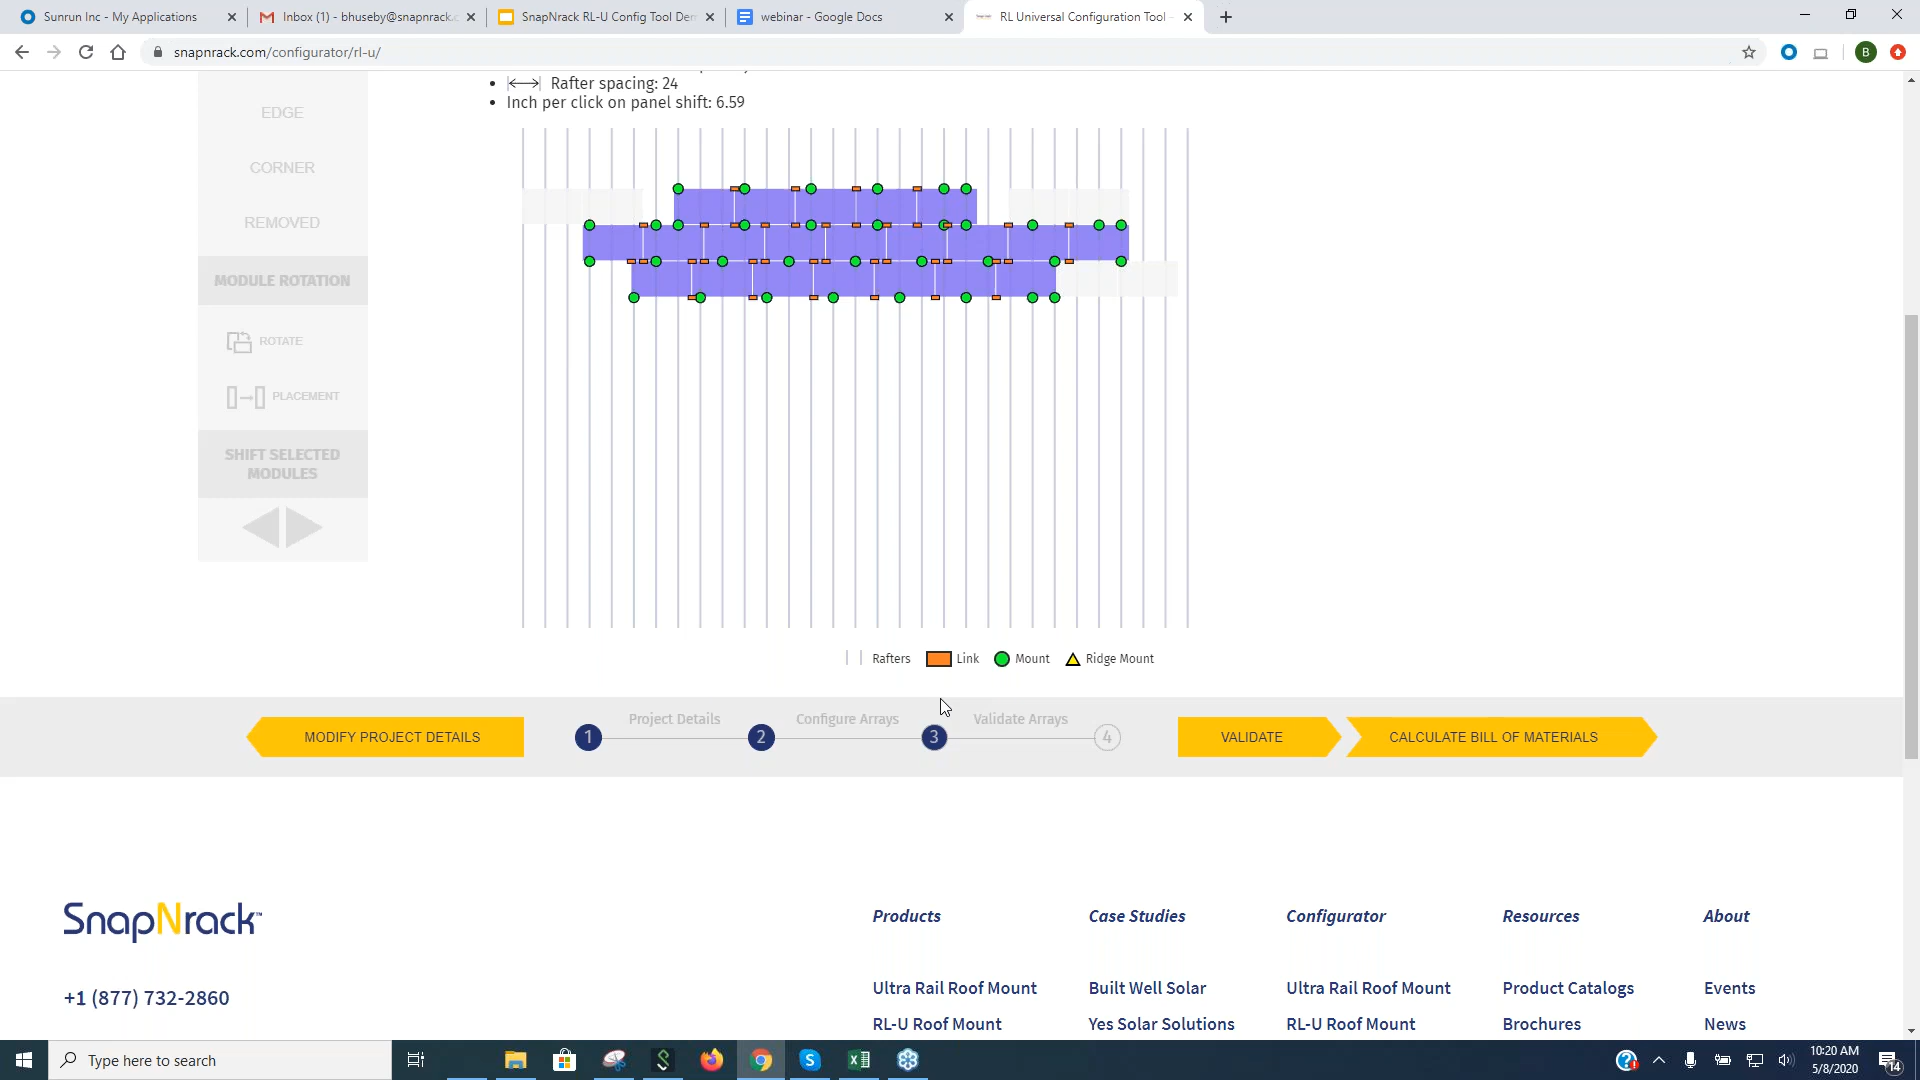 Sunrun Inc - My Applications
Inbox (1) - bhuseby@snapnrack.c
SnapNrack RL-U Config Tool Den
webinar - Google Docs
RL Universal Configuration Tool -
snapnrack.com/configurator/rl-u/
B
Rafter spacing: 24
Inch per click on panel shift: 6.59
EDGE
CORNER
REMOVED
MODULE ROTATION
ROTATE
PLACEMENT
SHIFT SELECTED
MODULES
Rafters Link Mount Ridge Mount
MODIFY PROJECT DETAILS
1 Project Details 2 Configure Arrays 3 Validate Arrays 4
VALIDATE
CALCULATE BILL OF MATERIALS
SnapNrack™
+1 (877) 732-2860
Products Case Studies Configurator Resources About
Ultra Rail Roof Mount Built Well Solar Ultra Rail Roof Mount Product Catalogs Events
RL-U Roof Mount Yes Solar Solutions RL-U Roof Mount Brochures News
Type here to search
10:20 AM
5/8/2020
14